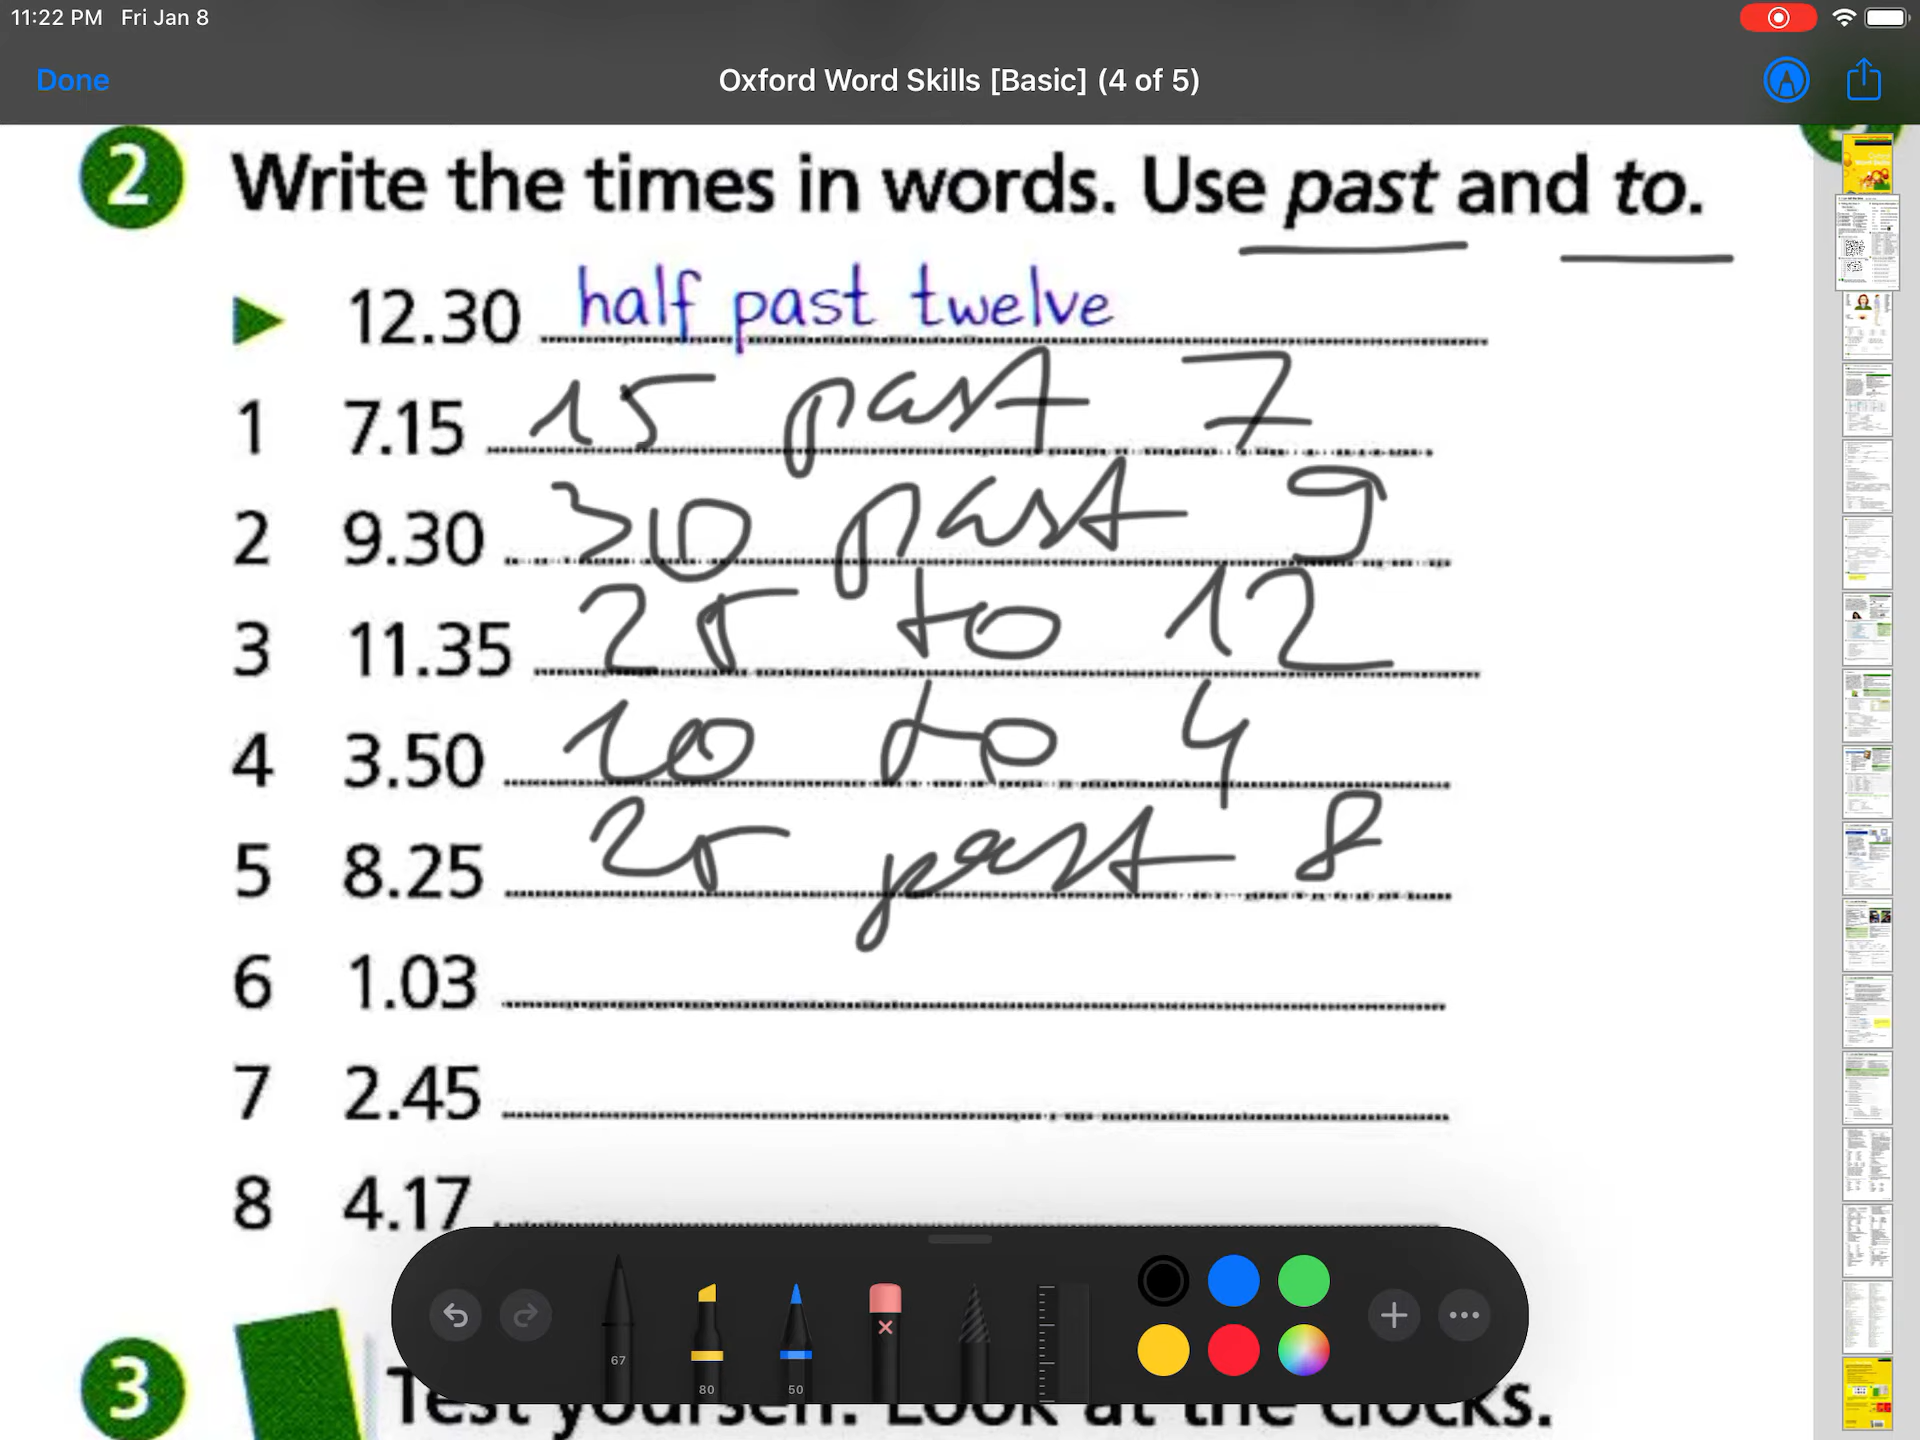 11:22 PM Fri Jan 8
Done
Oxford Word Skills [Basic] (4 of 5)
2 Write the times in words. Use past and to.
12.30 half past twelve
1 7.15 15 past 7
2 9.30 30 past 9
3 11.35 25 to 12
4 3.50 10 to 4
5 8.25 25 past 8
6 1.03
7 2.45
8 4.17
67
80
50
3 Test yourself. Look at the clocks.